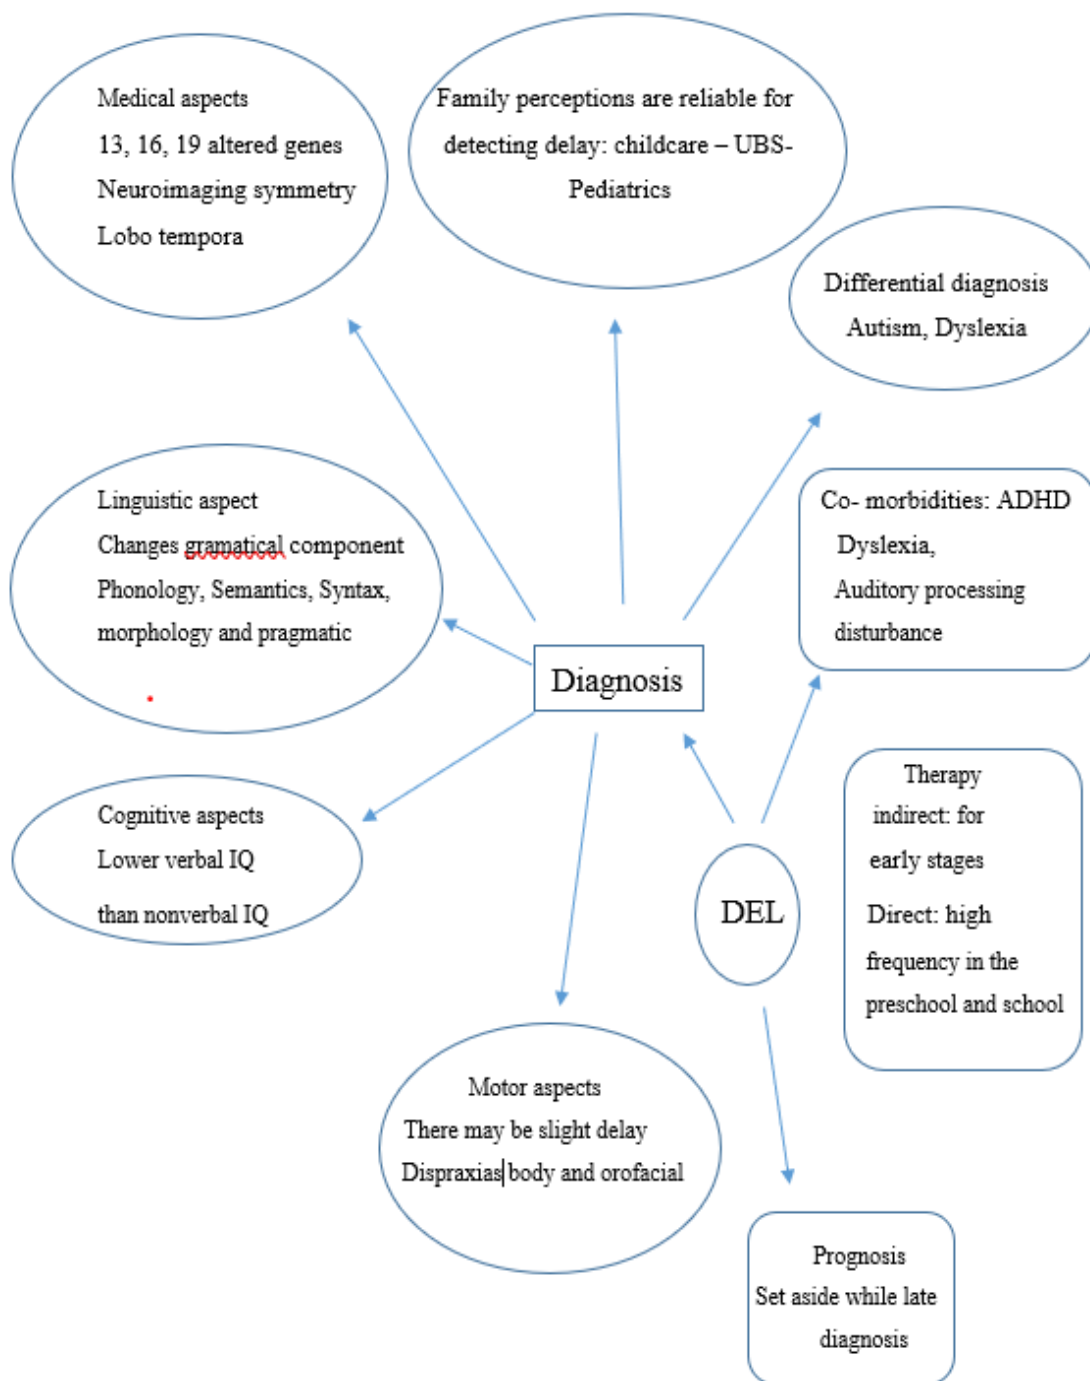 Medical aspects
13, 16, 19 altered genes
Neuroimaging symmetry
Lobo tempora
Family perceptions are reliable for
detecting delay: childcare – UBS-
Pediatrics
Differential diagnosis
Autism, Dyslexia
Linguistic aspect
Changes gramatical component
Phonology, Semantics, Syntax,
morphology and pragmatic
Co- morbidities: ADHD
Dyslexia,
Auditory processing
disturbance
Diagnosis
Cognitive aspects
Lower verbal IQ
than nonverbal IQ
Therapy
indirect: for
early stages
Direct: high
frequency in the
preschool and school
DEL
Motor aspects
There may be slight delay
Dispraxias body and orofacial
Prognosis
Set aside while late
diagnosis